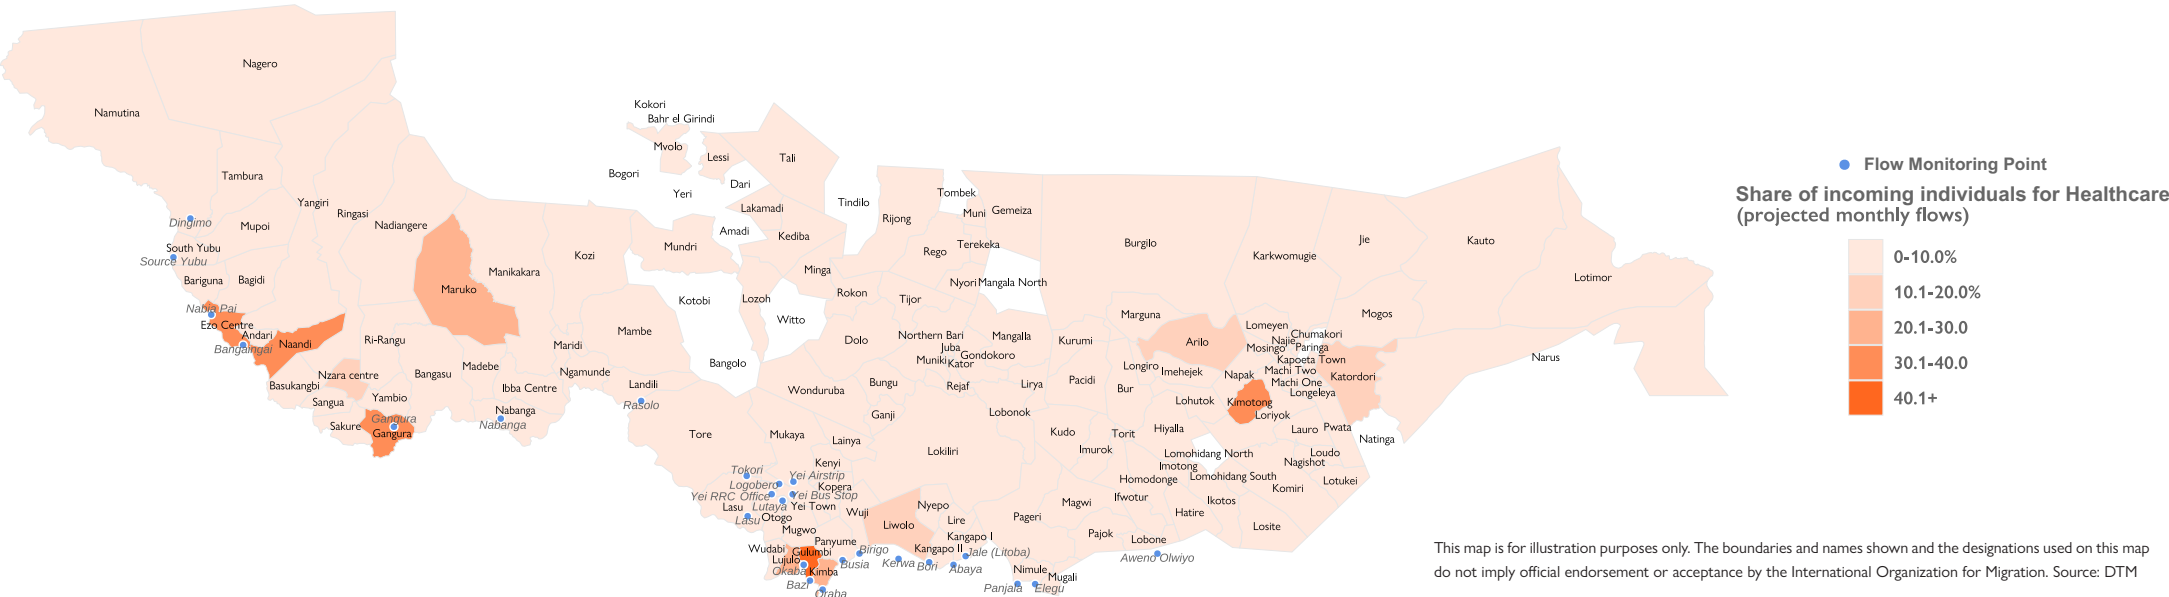 Nagero
Namutina
Kokori
Bahr el Girindi
Mvolo
Lessi
Tali
Bogori
Dari
Yeri
Tambura
Yangiri
Ringasi
Nadiangere
Mupoi
Dingimo
South Yubu
Source Yubu
Bariguna
Bagidi
Nabia Pai
Ezo Centre
Andari
Bangaingai
Naandi
Maruko
Manikakara
Kozi
Mundri
Lakamadi
Amadi
Kediba
Tindilo
Rijong
Tombek
Muni
Gemeiza
Terekeka
Rego
Minga
Rokon
Nyori
Mangala North
Tijor
Kotobi
Lozoh
Witto
Burgilo
Karkwomugie
Jie
Kauto
Lotimor
Mogos
Marguna
Arilo
Lomeyen
Chumakori
Najie
Paringa
Mosingo
Kapoeta Town
Machi Two
Machi One
Longeleya
Katordori
Narus
Napak
Kimotong
Loriyok
Lauro
Pwata
Natinga
Ri-Rangu
Nzara centre
Basukangbi
Sangua
Yambio
Sakure
Gangura
Gangura
Bangasu
Madebe
Ibba Centre
Nabanga
Nabanga
Maridi
Ngamunde
Mambe
Landili
Rasolo
Bangolo
Dolo
Northern Bari
Juba
Gondokoro
Muniki
Kator
Mangalla
Kurumi
Wonduruba
Bungu
Rejaf
Lirya
Pacidi
Longiro
Imehejek
Bur
Lohutok
Ganji
Lobonok
Tore
Mukaya
Lainya
Lokiliri
Kudo
Torit
Hiyalla
Imurok
Lomohidang North
Imotong
Lomohidang South
Homodonge
Loudo
Nagishot
Lotukei
Komiri
Ikotos
Ifwotur
Hatire
Losite
Magwi
Pageri
Pajok
Lobone
Aweno Olwiyo
Kenyi
Tokori
Yei Airstrip
Logobero
Kopera
Yei RRC Office
Yei Bus Stop
Lasu
Lutaya
Yei Town
Lasu
Otogo
Wuji
Mugwo
Liwolo
Nyepo
Lire
Kangapo I
Kangapo II
Jale (Litoba)
Wudabi
Panyume
Gulumbi
Birigo
Lujulo
Okaba
Kimba
Busia
Kerwa
Bori
Abaya
Bazi
Oraba
Nimule
Mugali
Panjala
Elegu
Flow Monitoring Point
Share of incoming individuals for Healthcare
(projected monthly flows)
0-10.0%
10.1-20.0%
20.1-30.0
30.1-40.0
40.1+
This map is for illustration purposes only. The boundaries and names shown and the designations used on this map
do not imply official endorsement or acceptance by the International Organization for Migration. Source: DTM